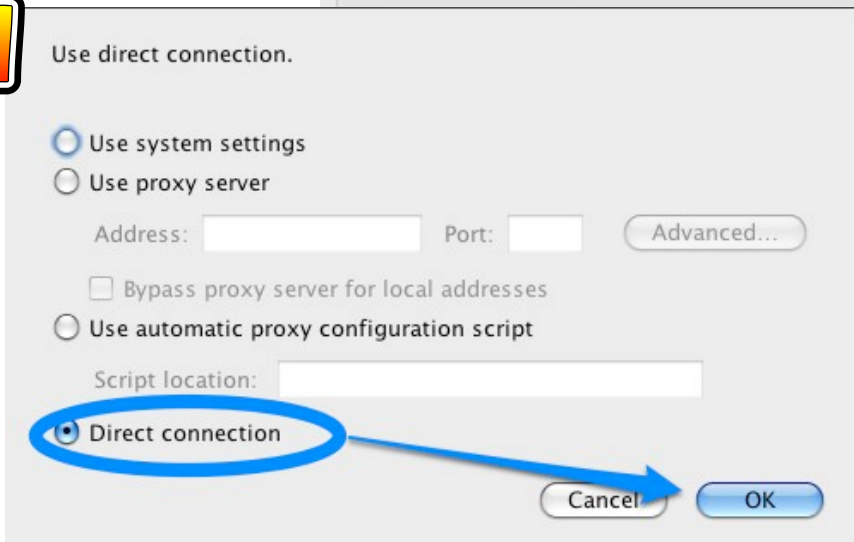 Use direct connection.
Use system settings
Use proxy server
Address: Port: Advanced...
Bypass proxy server for local addresses
Use automatic proxy configuration script
Script location:
Direct connection
Cancel OK